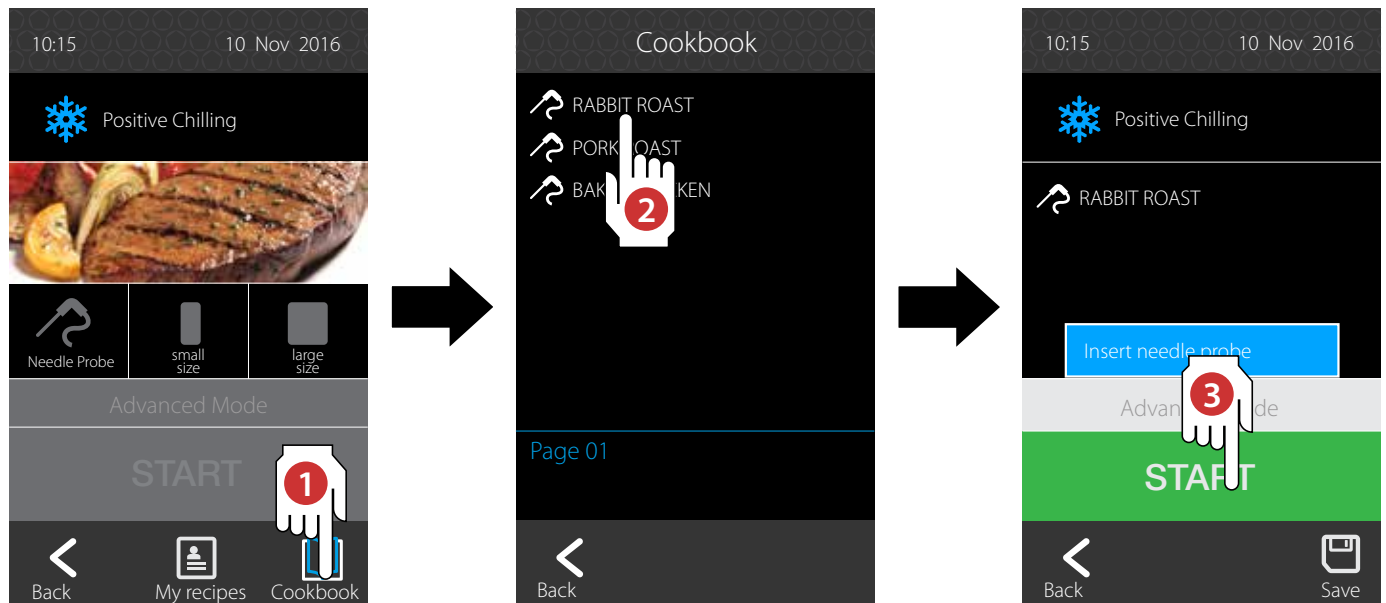 10:15 10 Nov 2016
Positive Chilling
Needle Probe small size large size
Advanced Mode
START
1
Back My recipes Cookbook
Cookbook
RABBIT ROAST
PORK OAST
BAK KEN
2
Page 01
Back
10:15 10 Nov 2016
Positive Chilling
RABBIT ROAST
Insert needle probe
3
Advan de
START
Back Save